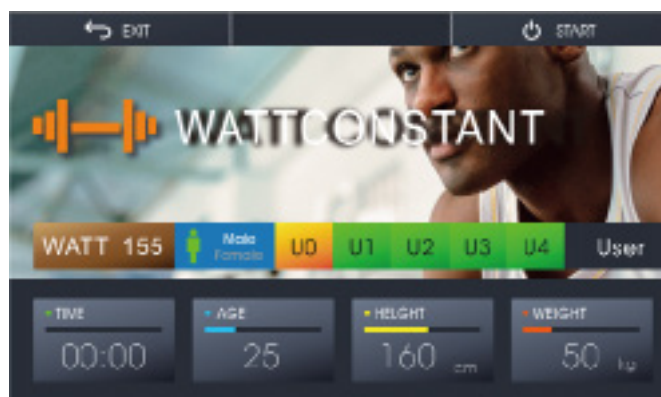 EXIT START
WATTCONSTANT
WATT 155 Male Female U0 U1 U2 U3 U4 User
TIME AGE HELGHT WEIGHT
00:00 25 160 cm 50 kg